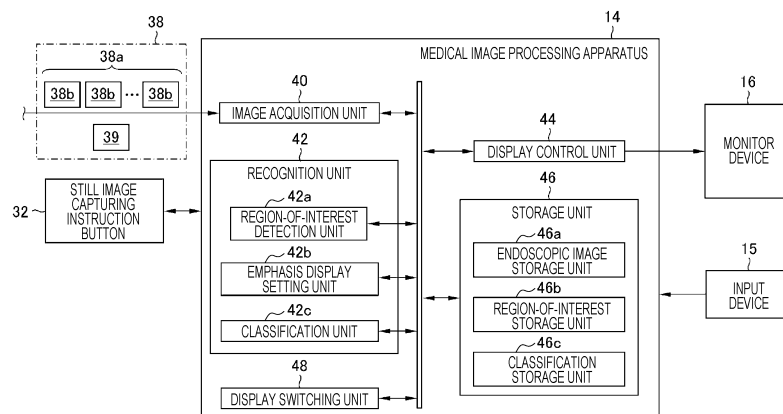 38
38a
38b 38b ... 38b
39
32
STILL IMAGE
CAPTURING
INSTRUCTION
BUTTON
14
MEDICAL IMAGE PROCESSING APPARATUS
40
IMAGE ACQUISITION UNIT
42
RECOGNITION UNIT
42a
REGION-OF-INTEREST
DETECTION UNIT
42b
EMPHASIS DISPLAY
SETTING UNIT
42c
CLASSIFICATION UNIT
48
DISPLAY SWITCHING UNIT
44
DISPLAY CONTROL UNIT
46
STORAGE UNIT
46a
ENDOSCOPIC IMAGE
STORAGE UNIT
46b
REGION-OF-INTEREST
STORAGE UNIT
46c
CLASSIFICATION
STORAGE UNIT
16
MONITOR
DEVICE
15
INPUT
DEVICE